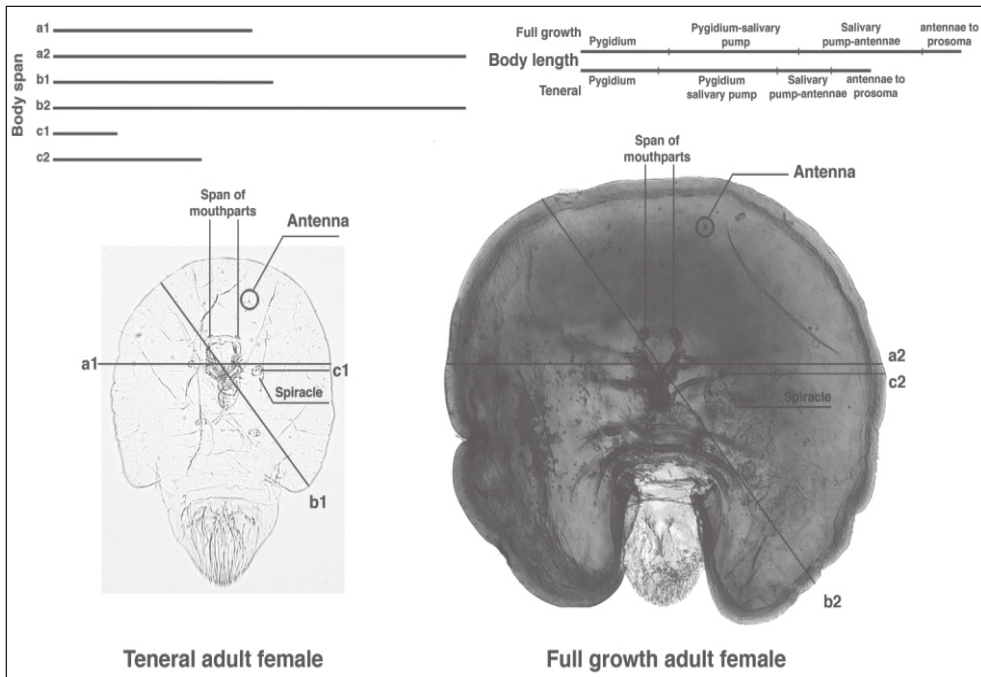 Body span
a1
a2
b1
b2
c1
c2
Full growth
Pygidium
Pygidium-salivary
pump
Salivary
pump-antennae
antennae to
prosoma
Body length
Teneral
Pygidium
Pygidium
salivary pump
Salivary
pump-antennae
antennae to
prosoma
Span of
mouthparts
Antenna
a1
c1
Spiracle
b1
Teneral adult female
Span of
mouthparts
Antenna
a2
c2
Spiracle
b2
Full growth adult female